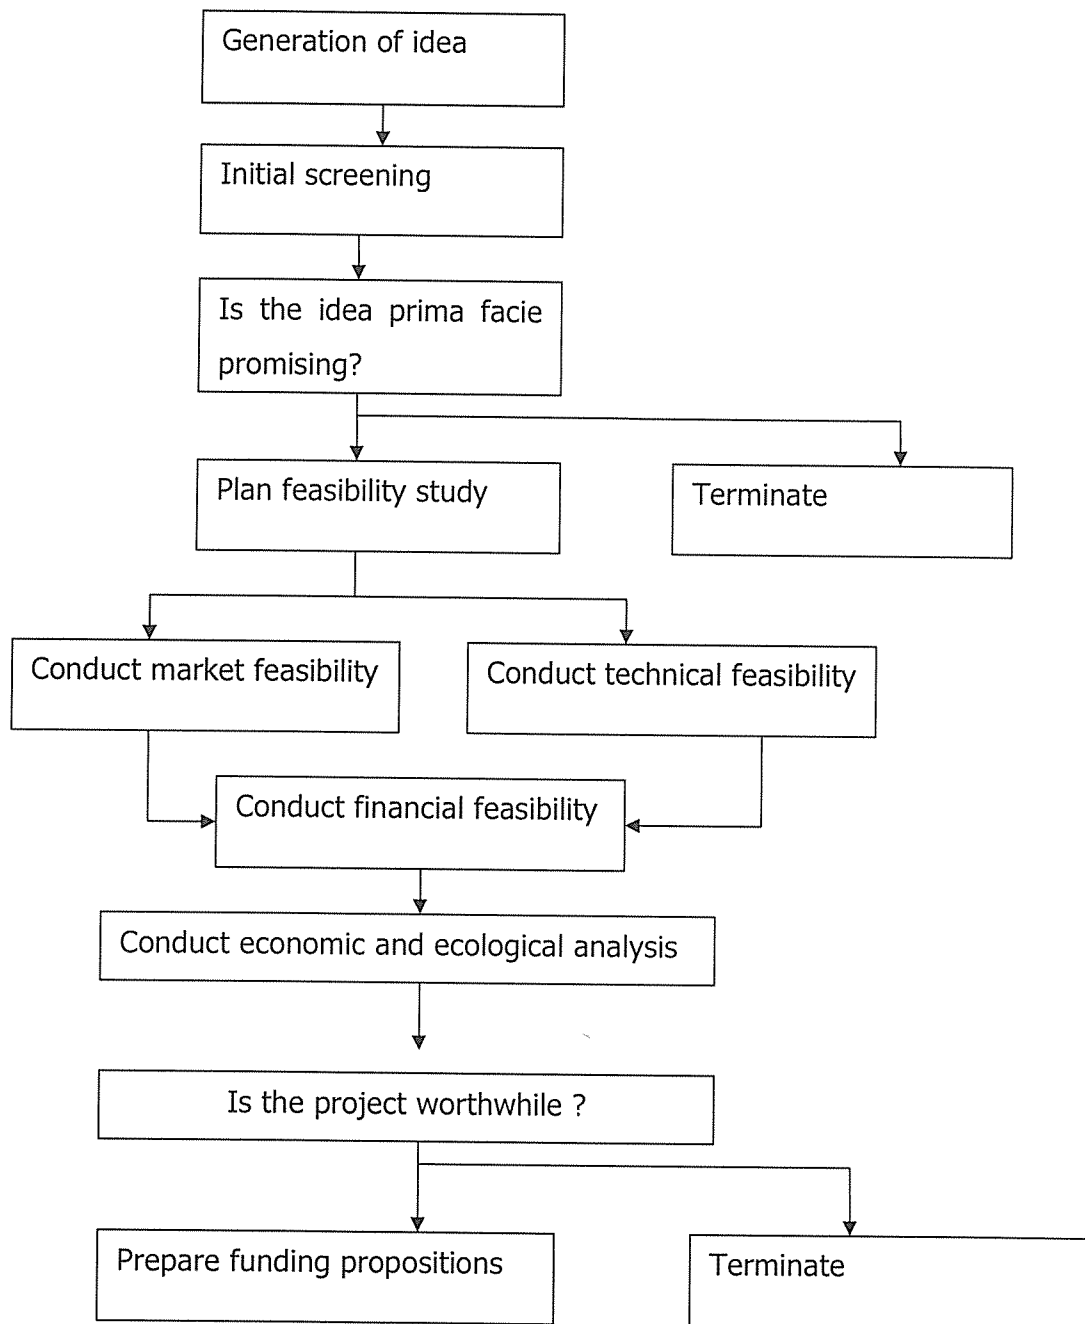 Generation of idea
Initial screening
Is the idea prima facie
promising?
Plan feasibility study
Terminate
Conduct market feasibility
Conduct technical feasibility
Conduct financial feasibility
Conduct economic and ecological analysis
Is the project worthwhile ?
Prepare funding propositions
Terminate